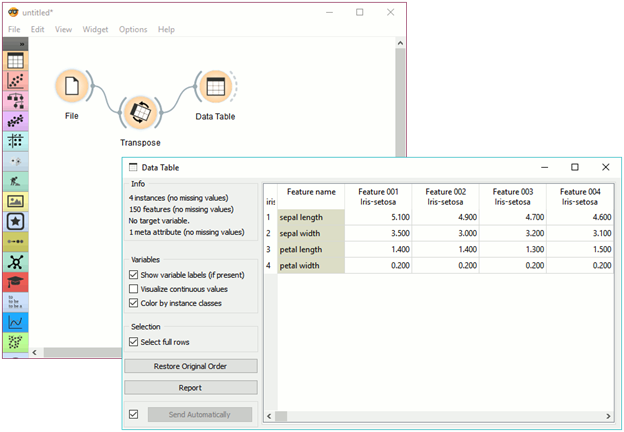 untitled*
File Edit View Widget Options Help
»
File
Transpose
Data Table
Data Table
Info
4 instances (no missing values)
150 features (no missing values)
No target variable.
1 meta attribute (no missing values)
Variables
Show variable labels (if present)
Visualize continuous values
Color by instance classes
Selection
Select full rows
Restore Original Order
Report
Send Automatically
Feature name Feature 001 Feature 002 Feature 003 Feature 004
iris Iris-setosa Iris-setosa Iris-setosa Iris-setosa
1 sepal length 5.100 4.900 4.700 4.600
2 sepal width 3.500 3.000 3.200 3.100
3 petal length 1.400 1.400 1.300 1.500
4 petal width 0.200 0.200 0.200 0.200